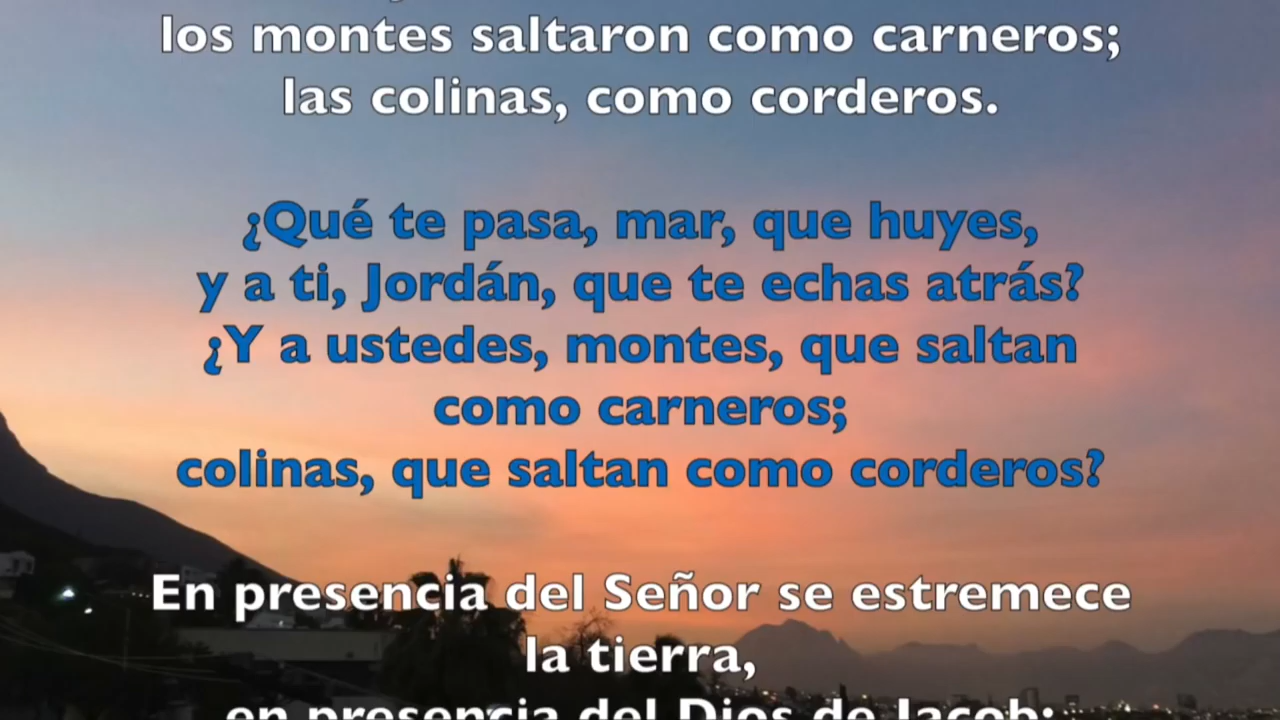 los montes saltaron como carneros;
las colinas, como corderos.
¿Qué te pasa, mar, que huyes,
y a ti, Jordán, que te echas atrás?
¿Y a ustedes, montes, que saltan
como carneros;
colinas, que saltan como corderos?
En presencia del Señor se estremece
la tierra,
en presencia del Dios de Jacob;